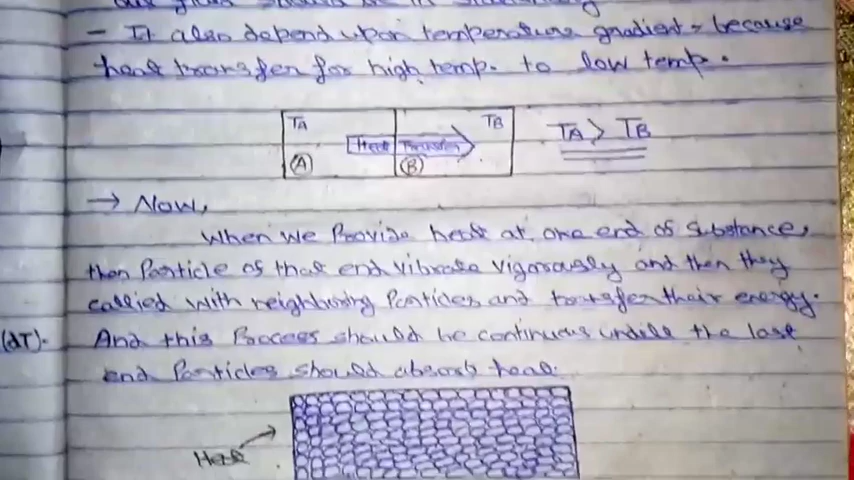 - It also depend upon temperature gradient - because
heat transfer for high temp. to low temp.
TA TB
Heat Transfer TA > TB
(A) (B)
→ Now,
When we Provide heat at one end of substance,
then Particle of that end vibrate vigorously and then they
callied with neighboring Particles and transfer their energy.
(dT). And this Process should be continuous untill the last
end Particles should absorb heat.
Heat